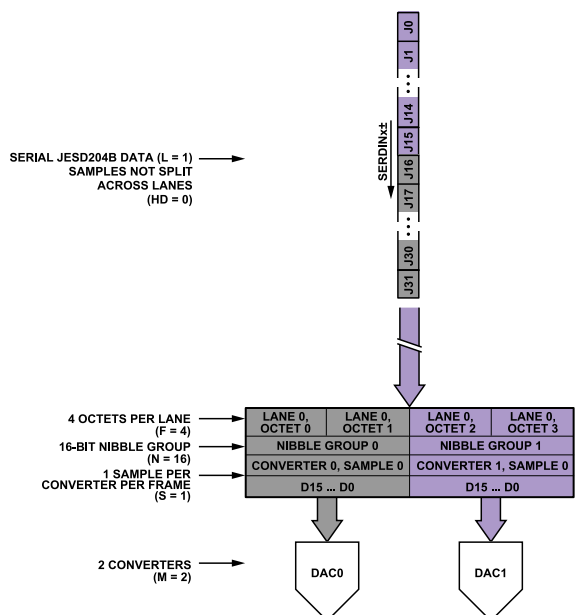 J0
J1
J14
J15
J16
J17
J30
J31
SERDINx±
SERIAL JESD204B DATA (L = 1)
SAMPLES NOT SPLIT
ACROSS LANES
(HD = 0)
4 OCTETS PER LANE
(F = 4)
LANE 0,
OCTET 0
LANE 0,
OCTET 1
LANE 0,
OCTET 2
LANE 0,
OCTET 3
16-BIT NIBBLE GROUP
(N = 16)
NIBBLE GROUP 0
NIBBLE GROUP 1
1 SAMPLE PER
CONVERTER PER FRAME
(S = 1)
CONVERTER 0, SAMPLE 0
CONVERTER 1, SAMPLE 0
D15 ... D0
D15 ... D0
2 CONVERTERS
(M = 2)
DAC0
DAC1